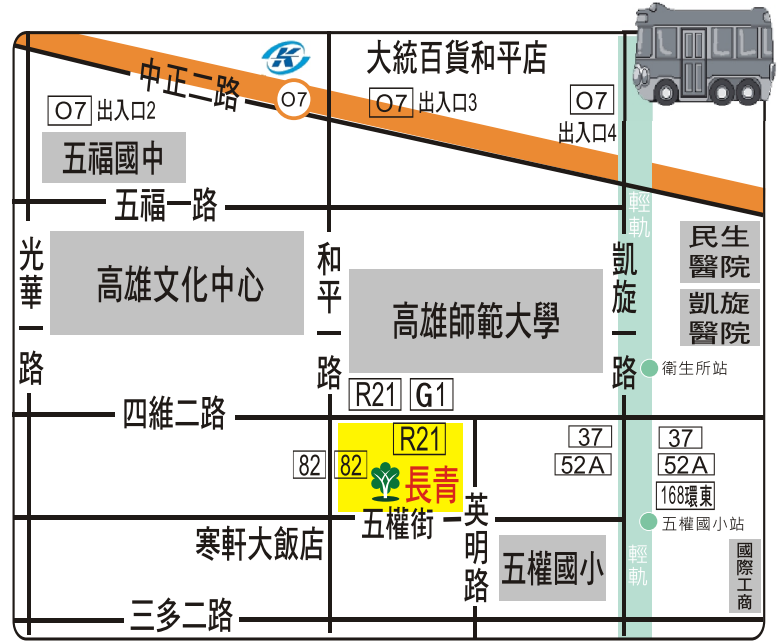 大統百貨和平店
K
中正二路
O7
O7 出入口2
O7 出入口3
O7
出入口4
五福國中
五福一路
輕軌
民生
醫院
光華一路
高雄文化中心
和平一路
凱旋一路
高雄師範大學
凱旋
醫院
衛生所站
R21 G1
四維二路
R21
82
82
長青
37
52A
37
52A
168環東
五權國小站
英明路
五權街
寒軒大飯店
五權國小
輕軌
國際工商
三多二路